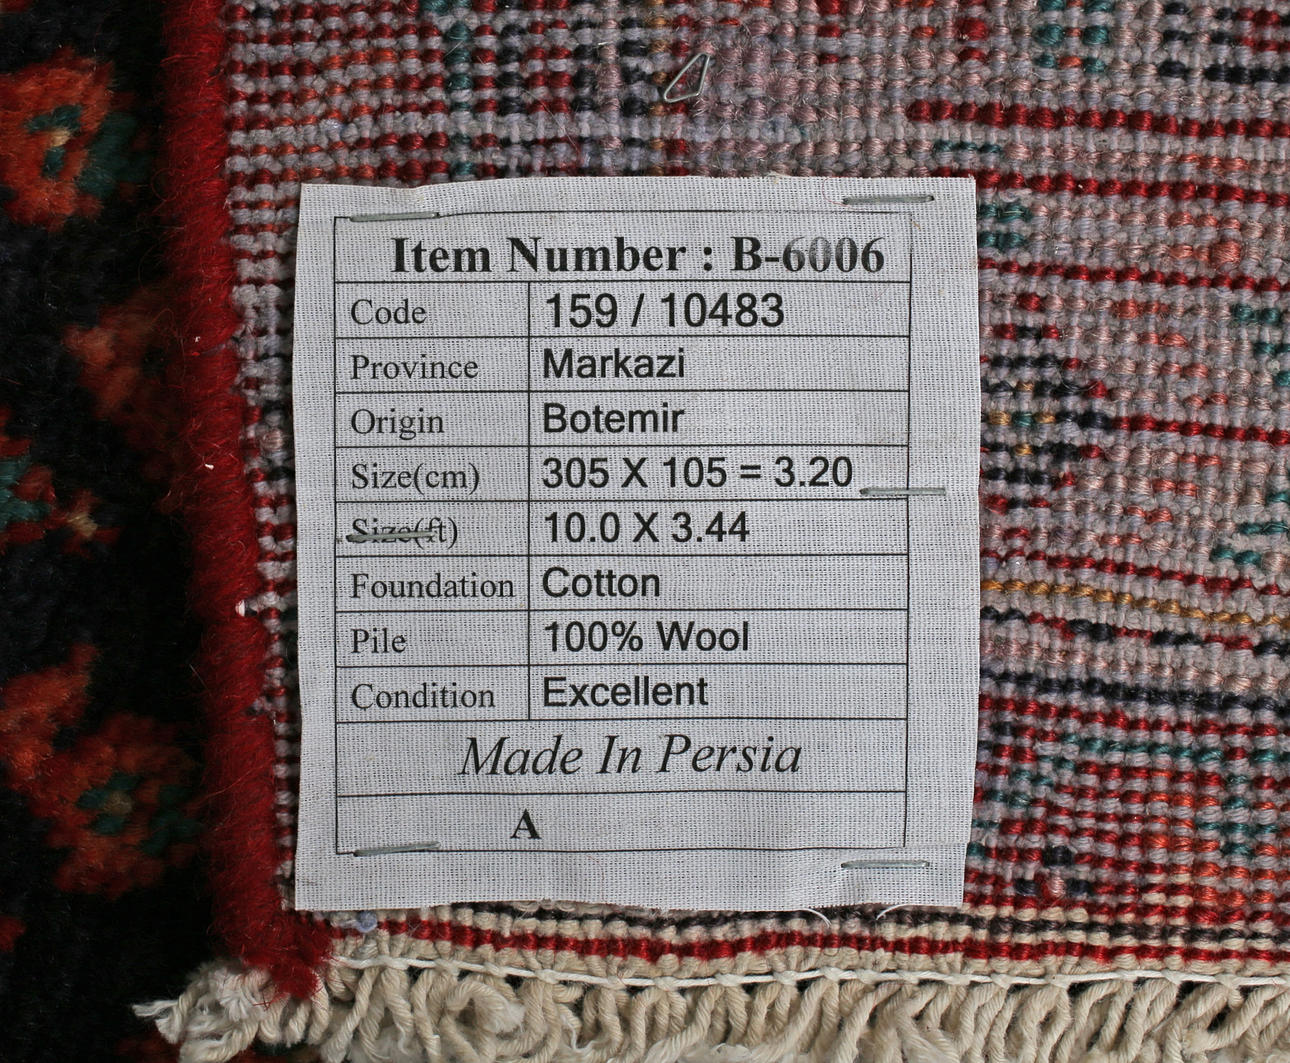 Item Number : B-6006
Code 159 / 10483
Province Markazi
Origin Botemir
Size(cm) 305 X 105 = 3.20
Size(ft) 10.0 X 3.44
Foundation Cotton
Pile 100% Wool
Condition Excellent
Made In Persia
A